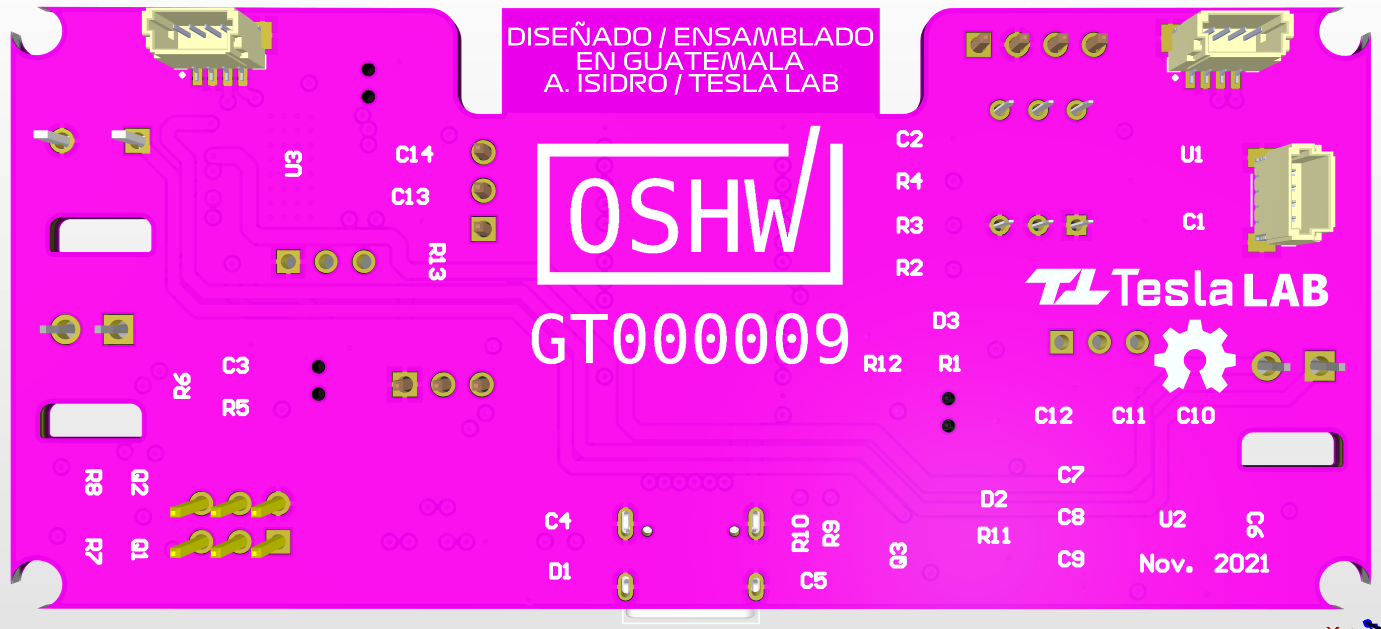 DISEÑADO / ENSAMBLADO
EN GUATEMALA
A. ISIDRO / TESLA LAB
OSHW
GT000009
TL Tesla LAB
Nov. 2021
U3
C14
C13
R13
C2
R4
R3
R2
U1
C1
D3
R12
R1
C3
R6
R5
C12
C11
C10
R8
Q2
R7
Q1
C4
D1
R10
R9
C5
Q3
D2
R11
C7
C8
C9
U2
C6